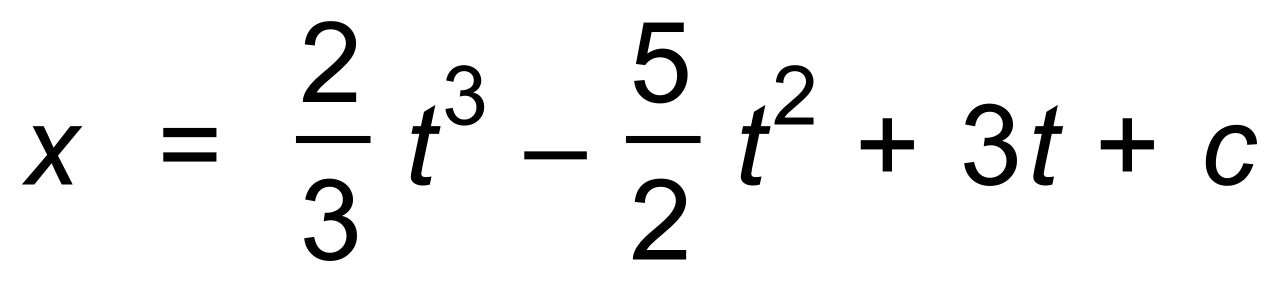 x = 2/3 t³ – 5/2 t² + 3t + c